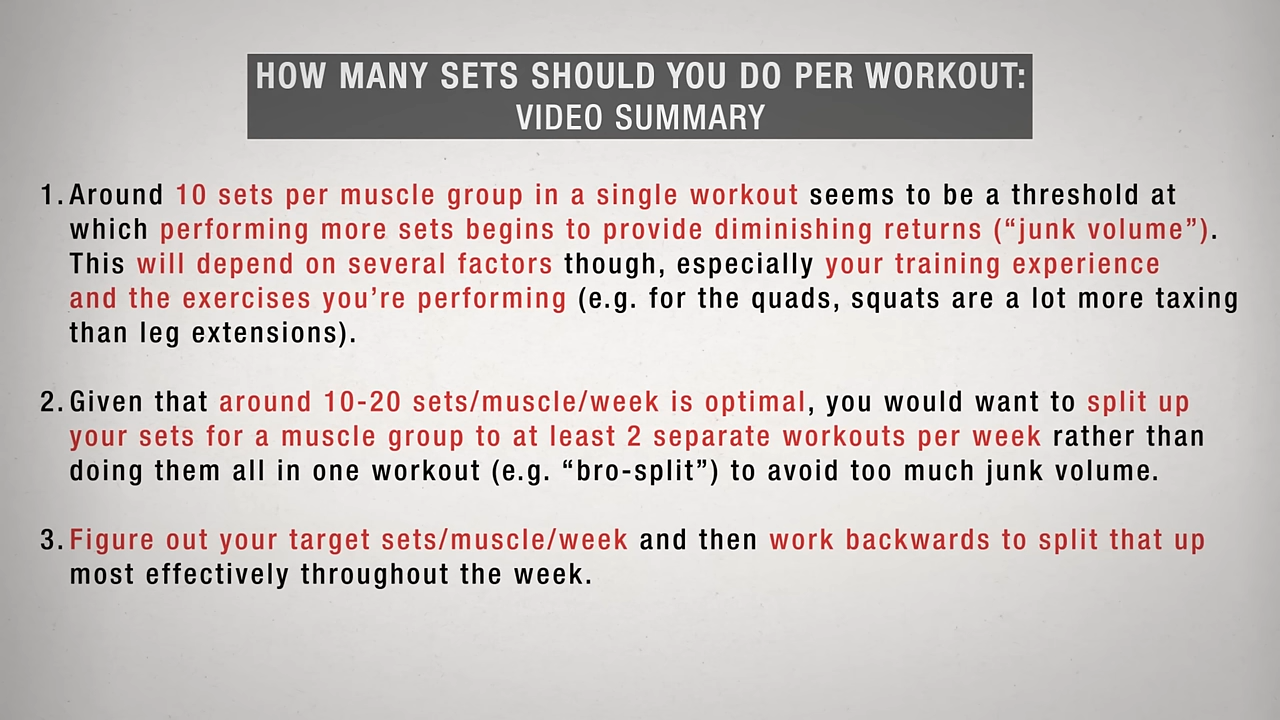 HOW MANY SETS SHOULD YOU DO PER WORKOUT:
VIDEO SUMMARY
1. Around 10 sets per muscle group in a single workout seems to be a threshold at
which performing more sets begins to provide diminishing returns (“junk volume”).
This will depend on several factors though, especially your training experience
and the exercises you’re performing (e.g. for the quads, squats are a lot more taxing
than leg extensions).
2. Given that around 10-20 sets/muscle/week is optimal, you would want to split up
your sets for a muscle group to at least 2 separate workouts per week rather than
doing them all in one workout (e.g. “bro-split”) to avoid too much junk volume.
3. Figure out your target sets/muscle/week and then work backwards to split that up
most effectively throughout the week.